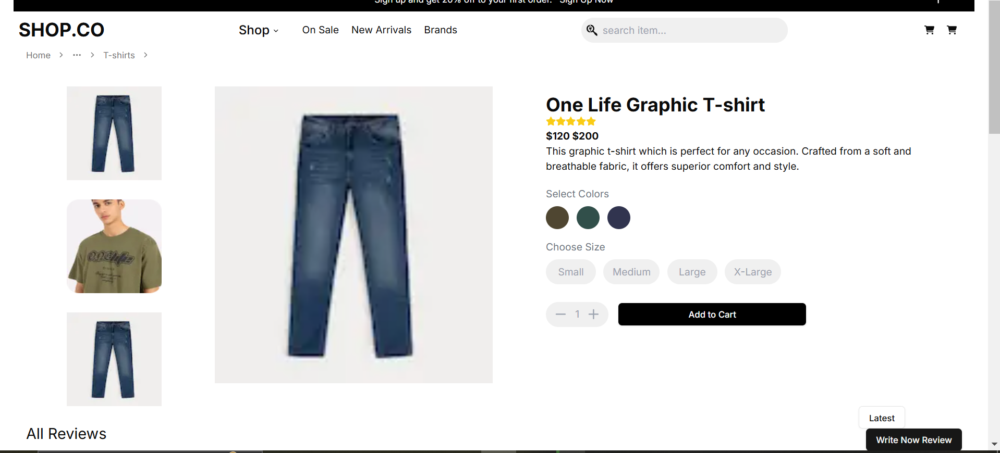 Sign up and get 20% off to your first order. Sign Up Now
SHOP.CO
Shop
On Sale
New Arrivals
Brands
search item...
Home > ··· > T-shirts >
One Life Graphic T-shirt
$120 $200
This graphic t-shirt which is perfect for any occasion. Crafted from a soft and
breathable fabric, it offers superior comfort and style.
Select Colors
Choose Size
Small
Medium
Large
X-Large
1
Add to Cart
All Reviews
Latest
Write Now Review